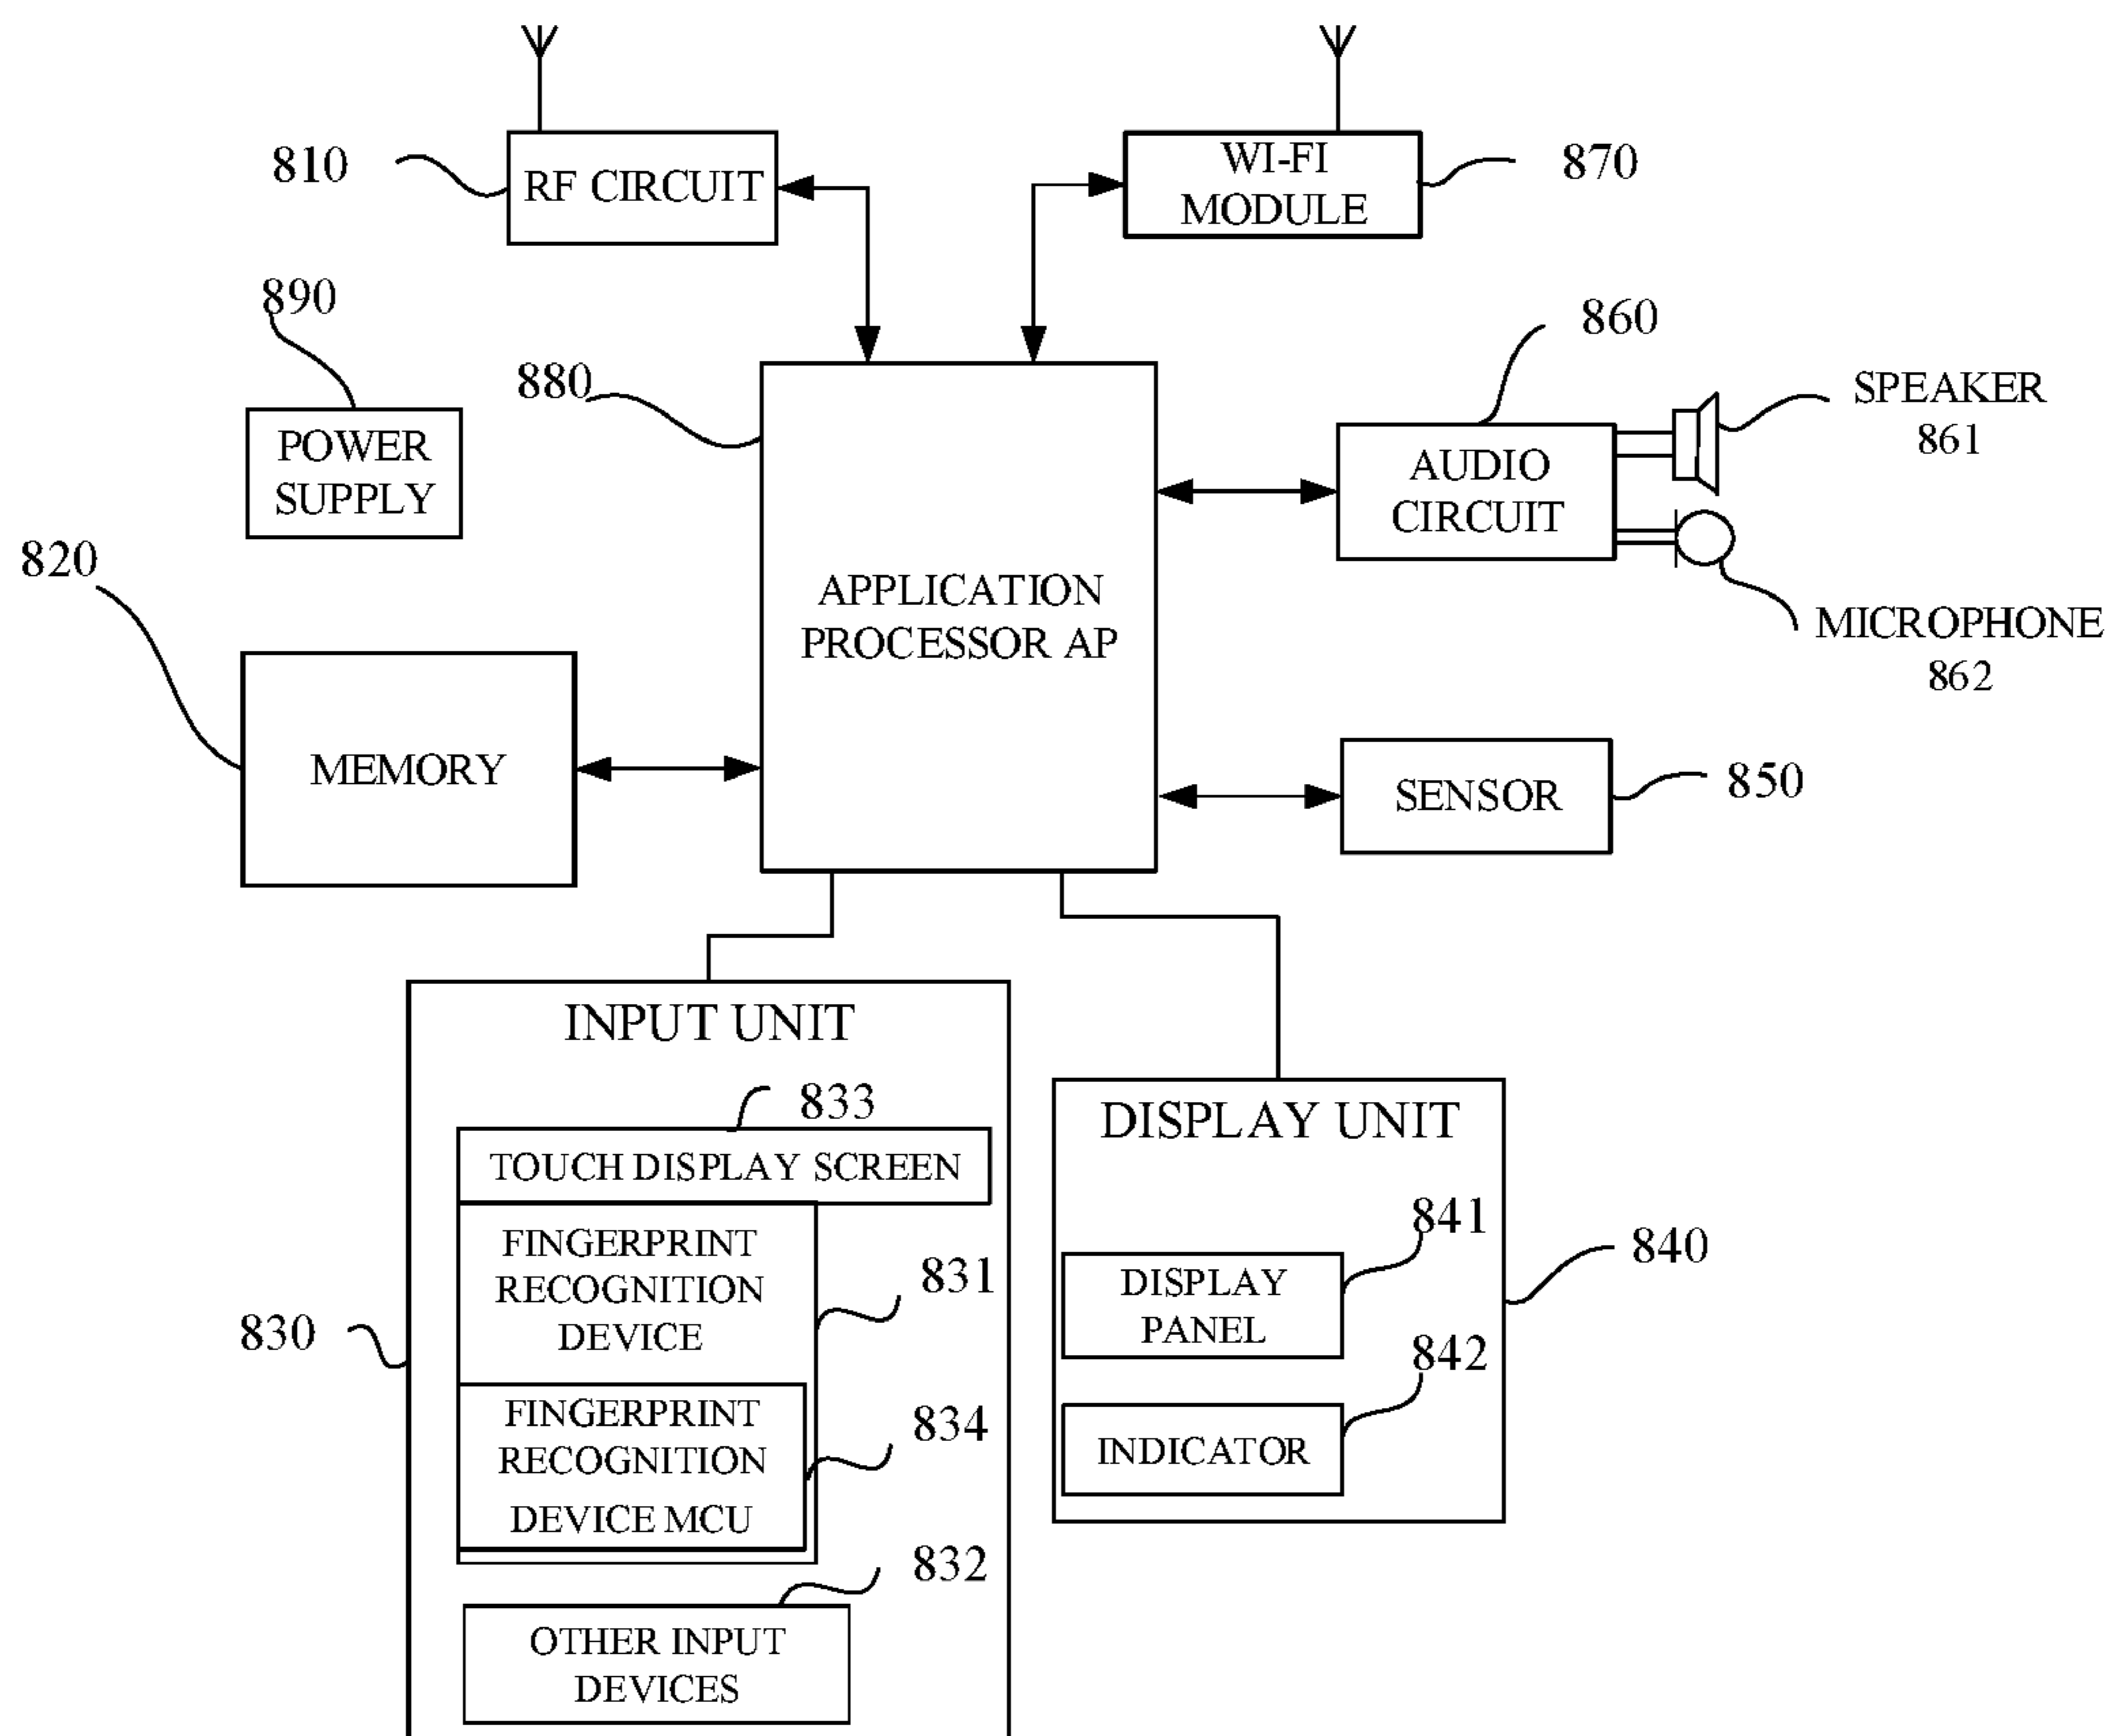 810
RF CIRCUIT
WI-FI
MODULE
870
890
POWER
SUPPLY
880
APPLICATION
PROCESSOR AP
860
AUDIO
CIRCUIT
SPEAKER
861
MICROPHONE
862
820
MEMORY
SENSOR
850
INPUT UNIT
833
TOUCH DISPLAY SCREEN
FINGERPRINT
RECOGNITION
DEVICE
831
830
FINGERPRINT
RECOGNITION
DEVICE MCU
834
832
OTHER INPUT
DEVICES
DISPLAY UNIT
841
DISPLAY
PANEL
840
842
INDICATOR